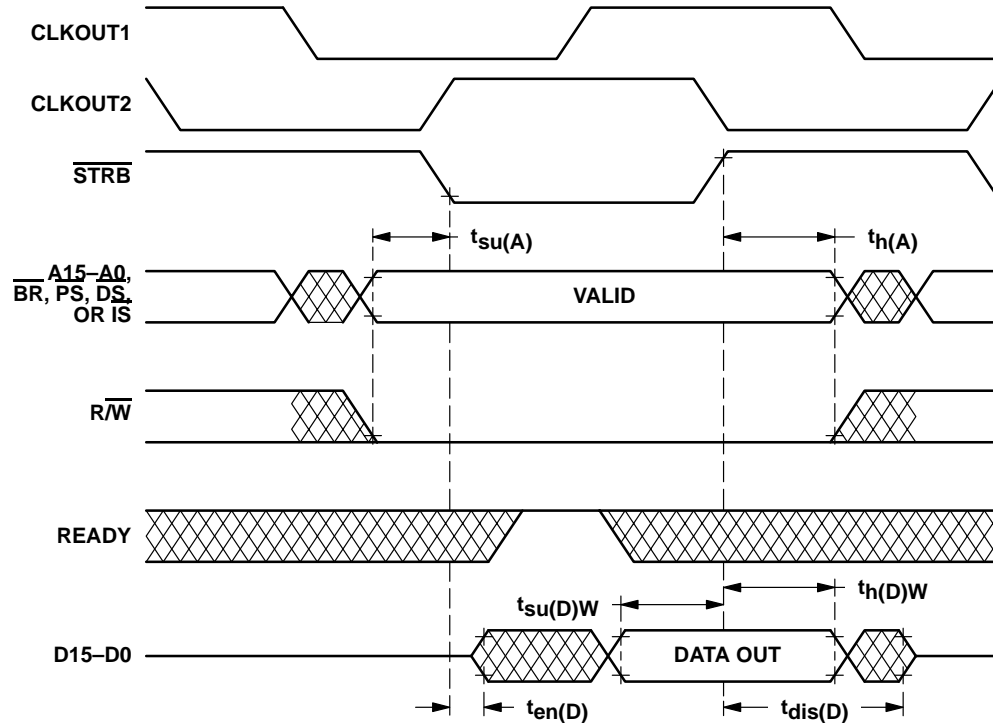 CLKOUT1
CLKOUT2
STRB
tsu(A)
th(A)
A15–A0,
BR, PS, DS,
OR IS
VALID
R/W
READY
tsu(D)W
th(D)W
D15–D0
DATA OUT
ten(D)
tdis(D)